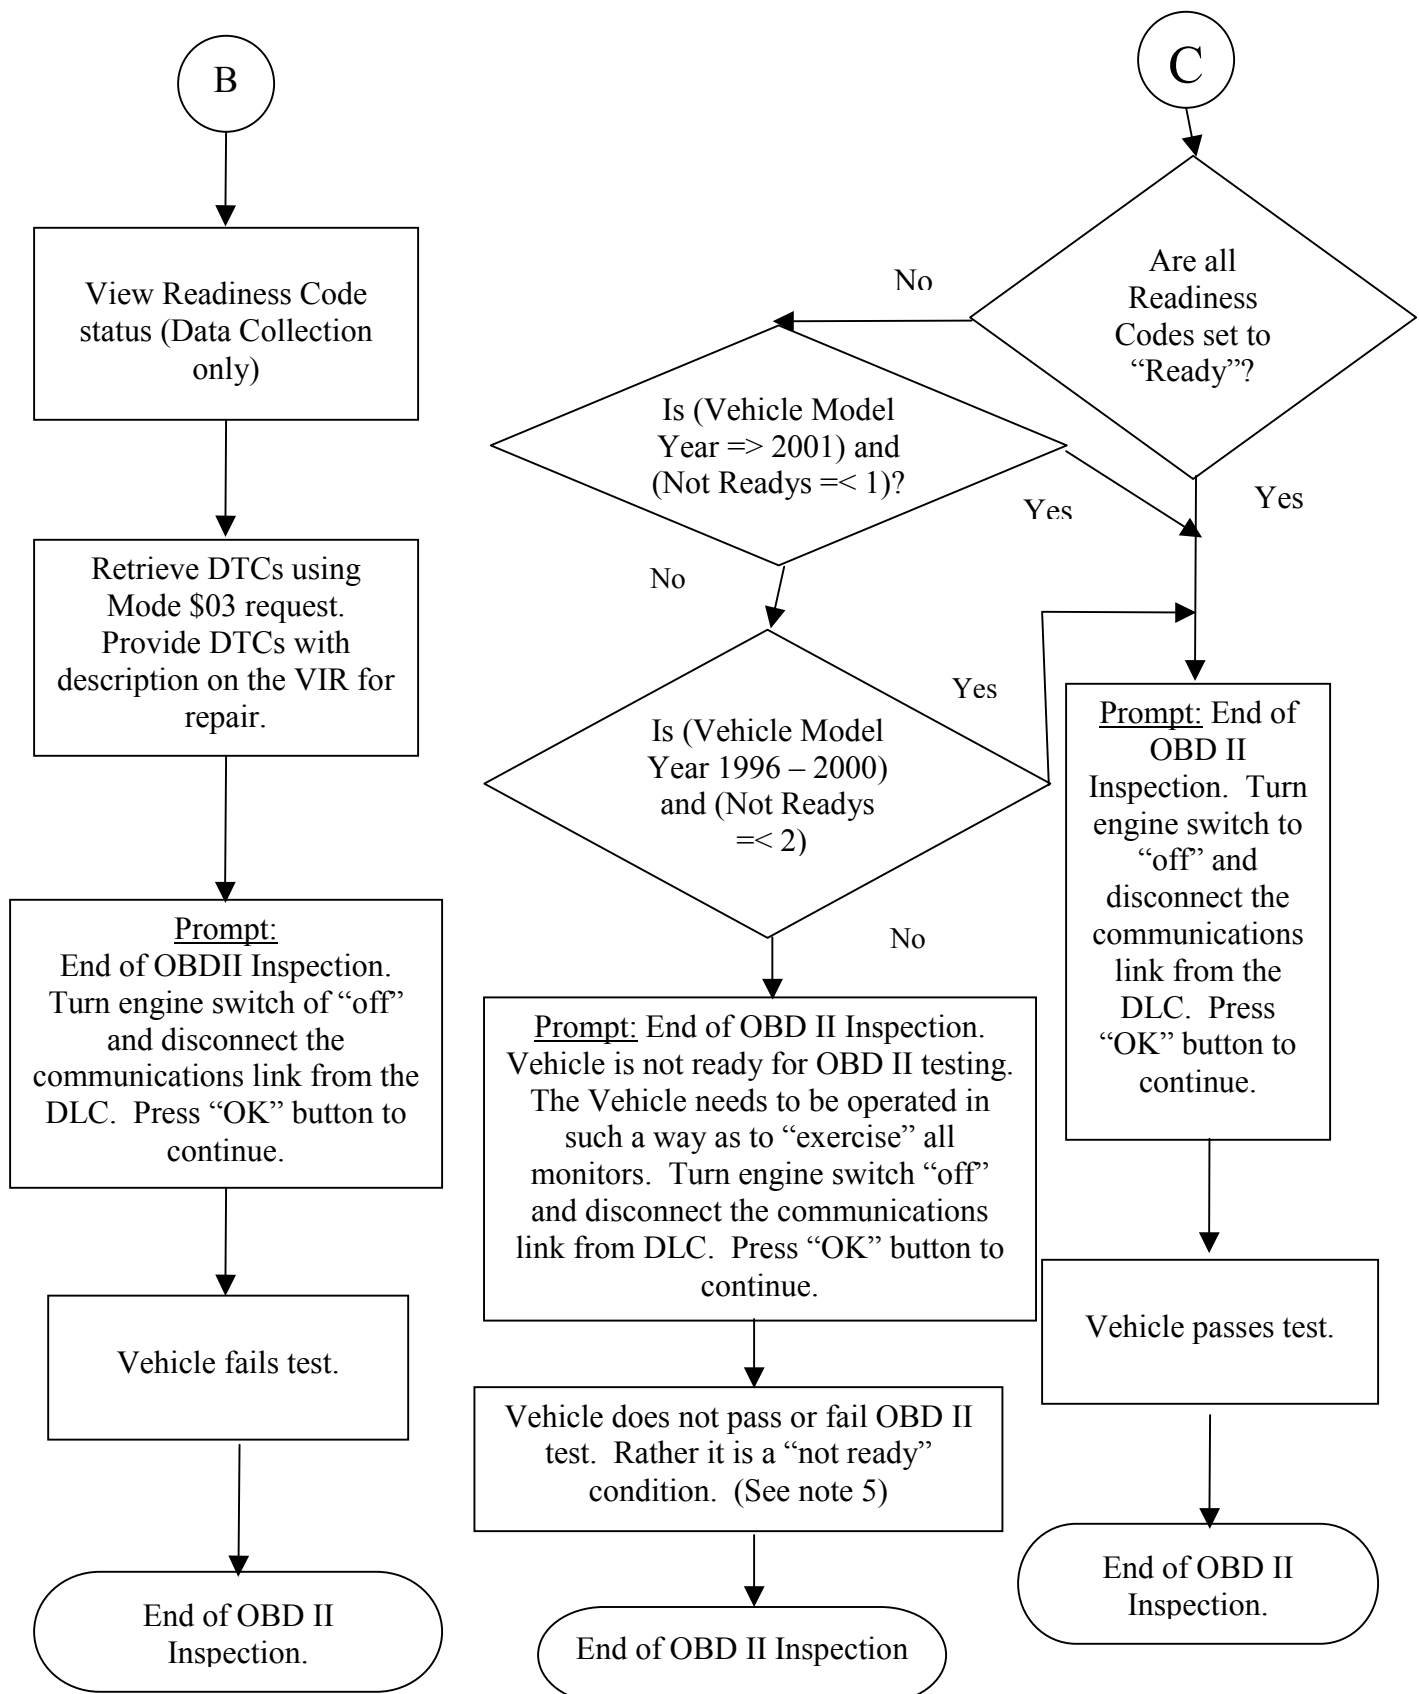 B
View Readiness Code
status (Data Collection
only)
Retrieve DTCs using
Mode $03 request.
Provide DTCs with
description on the VIR for
repair.
Prompt:
End of OBDII Inspection.
Turn engine switch of “off”
and disconnect the
communications link from the
DLC.  Press “OK” button to
continue.
Vehicle fails test.
End of OBD II
Inspection.
C
Are all
Readiness
Codes set to
“Ready”?
No
Yes
Is (Vehicle Model
Year => 2001) and
(Not Readys =< 1)?
Yes
No
Is (Vehicle Model
Year 1996 – 2000)
and (Not Readys
=< 2)
Yes
No
Prompt: End of OBD II Inspection.
Vehicle is not ready for OBD II testing.
The Vehicle needs to be operated in
such a way as to “exercise” all
monitors.  Turn engine switch “off”
and disconnect the communications
link from DLC.  Press “OK” button to
continue.
Vehicle does not pass or fail OBD II
test.  Rather it is a “not ready”
condition.  (See note 5)
End of OBD II Inspection
Prompt: End of
OBD II
Inspection.  Turn
engine switch to
“off” and
disconnect the
communications
link from the
DLC.  Press
“OK” button to
continue.
Vehicle passes test.
End of OBD II
Inspection.